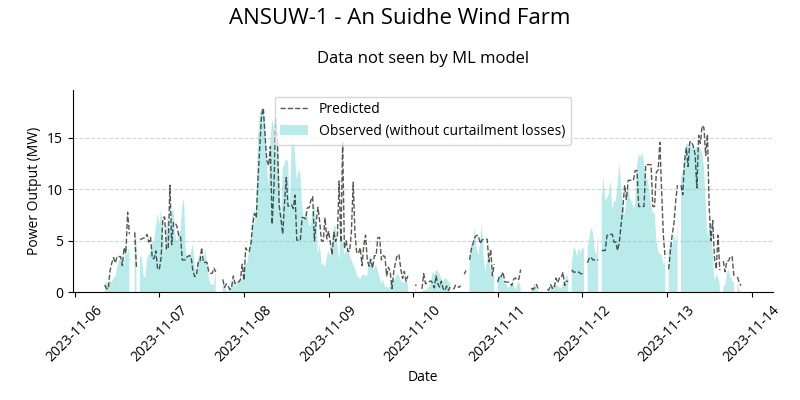 ANSUW-1 - An Suidhe Wind Farm
Data not seen by ML model
Predicted
Observed (without curtailment losses)
Power Output (MW)
15
10
5
0
2023-11-06
2023-11-07
2023-11-08
2023-11-09
2023-11-10
2023-11-11
2023-11-12
2023-11-13
2023-11-14
Date